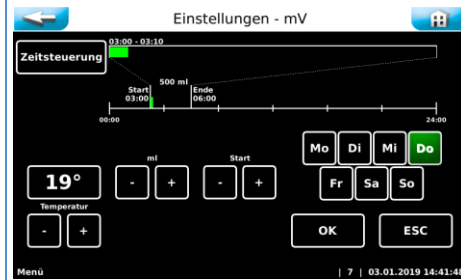 Einstellungen - mV
Zeitsteuerung
03:00 - 03:10
500 ml
Start
03:00
Ende
06:00
00:00
24:00
Mo Di Mi Do
ml
Start
19°
- + - +
Fr Sa So
Temperatur
- +
OK ESC
Menü
| 7 | 03.01.2019 14:41:48